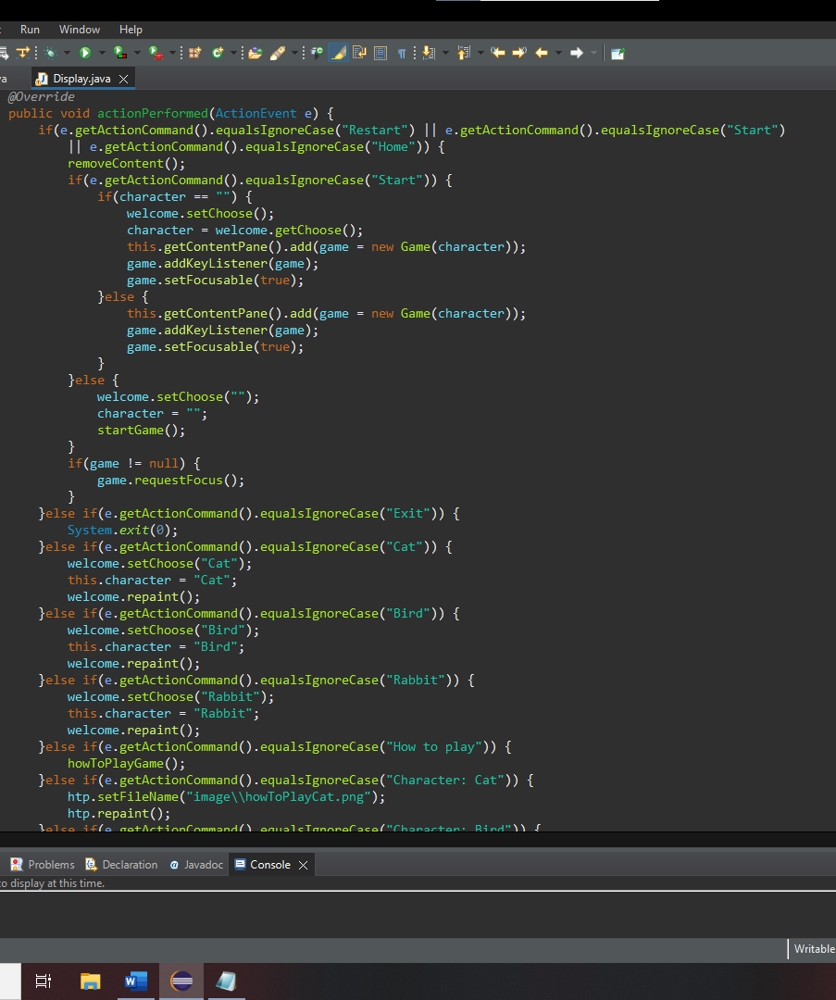 Run Window Help
Display.java
@Override
public void actionPerformed(ActionEvent e) {
if(e.getActionCommand().equalsIgnoreCase("Restart") || e.getActionCommand().equalsIgnoreCase("Start")
|| e.getActionCommand().equalsIgnoreCase("Home")) {
removeContent();
if(e.getActionCommand().equalsIgnoreCase("Start")) {
if(character == "") {
welcome.setChoose();
character = welcome.getChoose();
this.getContentPane().add(game = new Game(character));
game.addKeyListener(game);
game.setFocusable(true);
}else {
this.getContentPane().add(game = new Game(character));
game.addKeyListener(game);
game.setFocusable(true);
}
}else {
welcome.setChoose("");
character = "";
startGame();
}
if(game != null) {
game.requestFocus();
}
}else if(e.getActionCommand().equalsIgnoreCase("Exit")) {
System.exit(0);
}else if(e.getActionCommand().equalsIgnoreCase("Cat")) {
welcome.setChoose("Cat");
this.character = "Cat";
welcome.repaint();
}else if(e.getActionCommand().equalsIgnoreCase("Bird")) {
welcome.setChoose("Bird");
this.character = "Bird";
welcome.repaint();
}else if(e.getActionCommand().equalsIgnoreCase("Rabbit")) {
welcome.setChoose("Rabbit");
this.character = "Rabbit";
welcome.repaint();
}else if(e.getActionCommand().equalsIgnoreCase("How to play")) {
howToPlayGame();
}else if(e.getActionCommand().equalsIgnoreCase("Character: Cat")) {
htp.setFileName("image\\howToPlayCat.png");
htp.repaint();
}else if(e.getActionCommand().equalsIgnoreCase("Character: Bird")) {
Problems Declaration Javadoc Console
to display at this time.
Writable